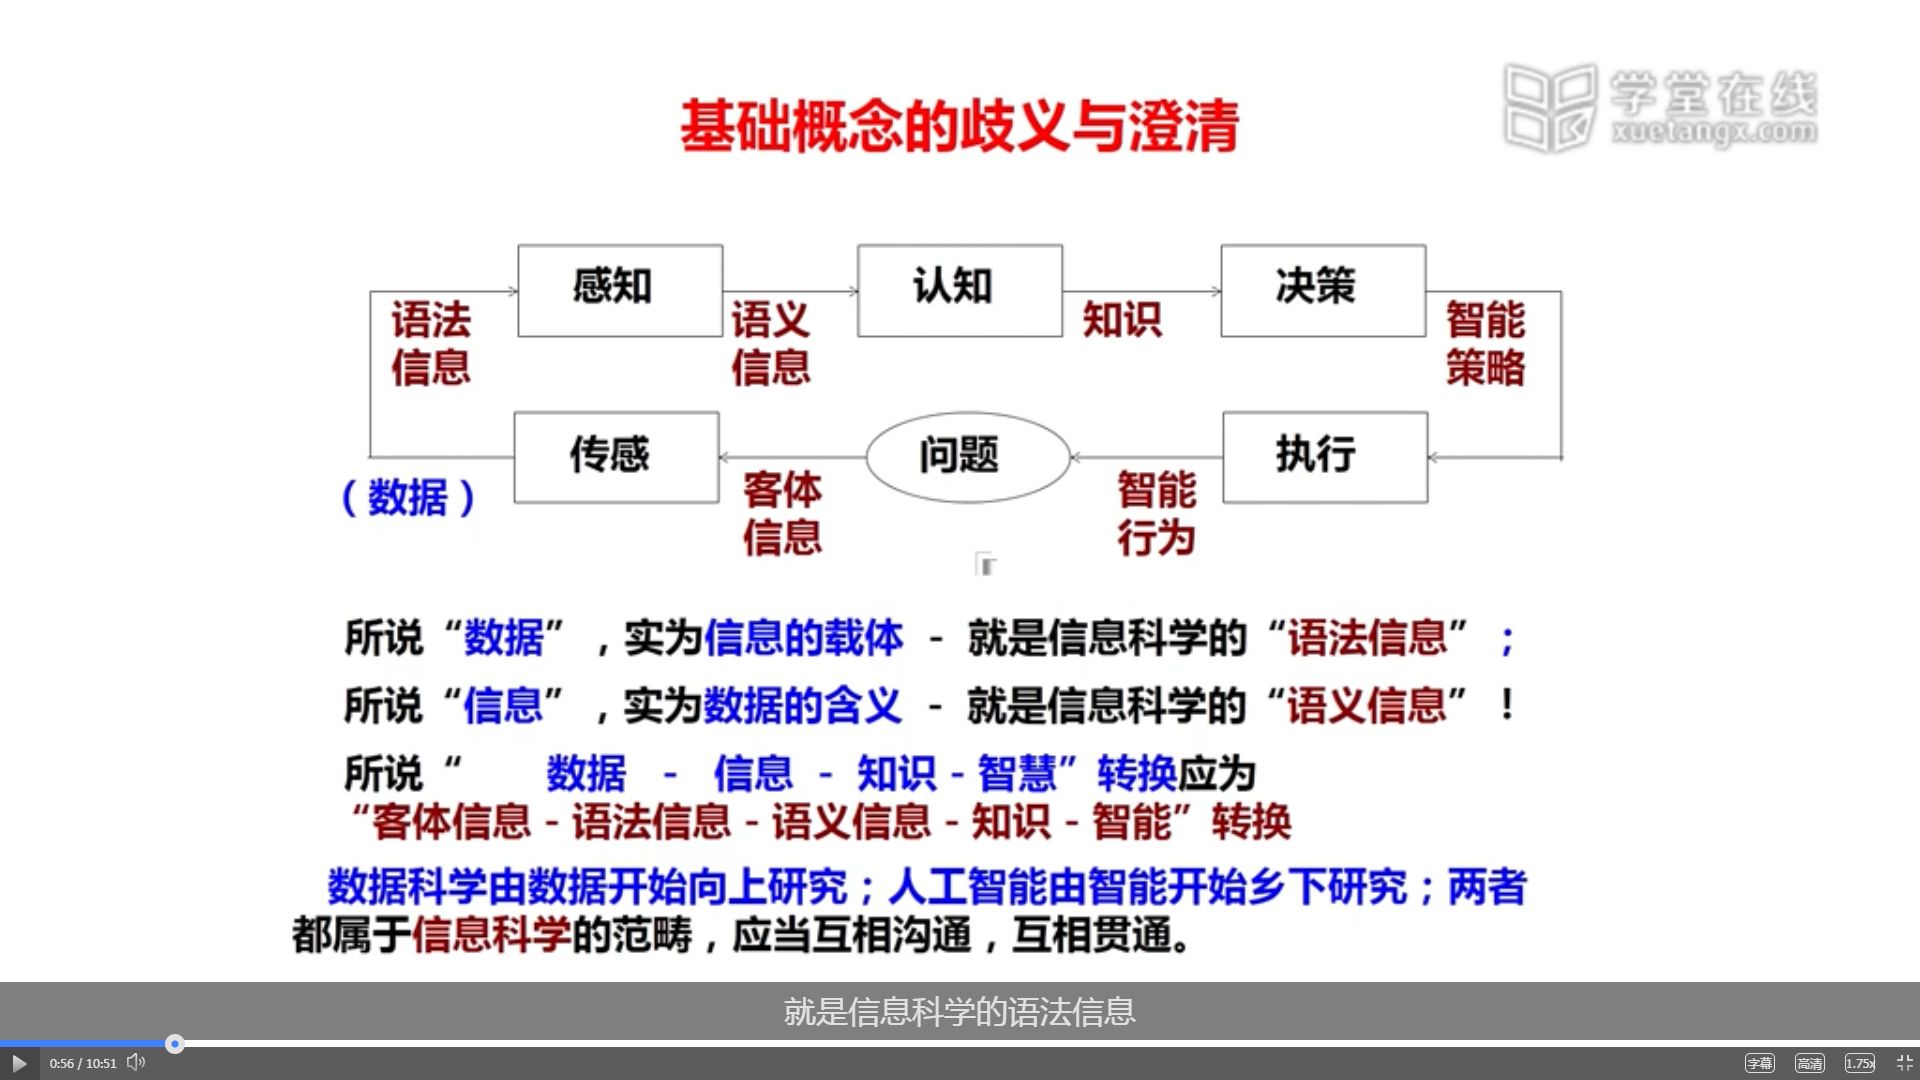 学堂在线
xuetangx.com
基础概念的歧义与澄清
感知
认知
决策
语法
信息
语义
信息
知识
智能
策略
传感
问题
执行
（数据）
客体
信息
智能
行为
所说“数据”，实为信息的载体 - 就是信息科学的“语法信息”；
所说“信息”，实为数据的含义 - 就是信息科学的“语义信息”！
所说“ 数据 - 信息 - 知识 - 智慧”转换应为
“客体信息 - 语法信息 - 语义信息 - 知识 - 智能”转换
数据科学由数据开始向上研究；人工智能由智能开始乡下研究；两者
都属于信息科学的范畴，应当互相沟通，互相贯通。
就是信息科学的语法信息
0:56 / 10:51
字幕
高清
1.75x